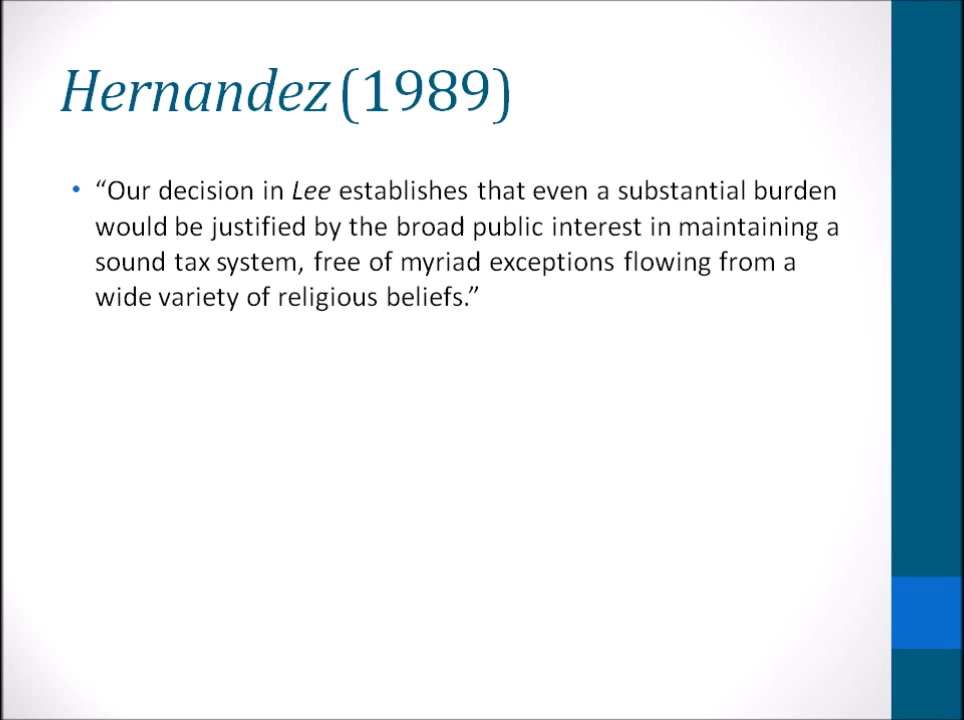 Hernandez (1989)
• “Our decision in Lee establishes that even a substantial burden
would be justified by the broad public interest in maintaining a
sound tax system, free of myriad exceptions flowing from a
wide variety of religious beliefs.”